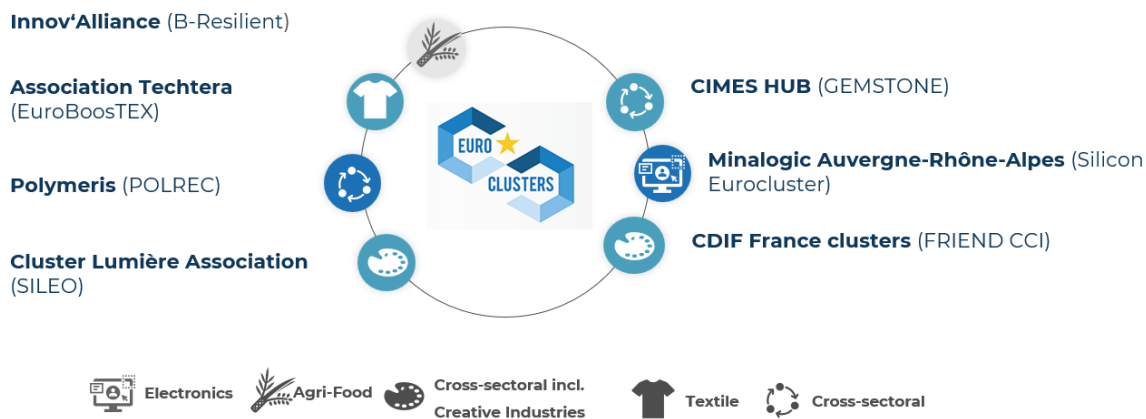 Innov‘Alliance (B-Resilient)
Association Techtera
(EuroBoosTEX)
Polymeris (POLREC)
Cluster Lumière Association
(SILEO)
EURO
CLUSTERS
CIMES HUB (GEMSTONE)
Minalogic Auvergne-Rhône-Alpes (Silicon
Eurocluster)
CDIF France clusters (FRIEND CCI)
Electronics
Agri-Food
Cross-sectoral incl.
Creative Industries
Textile
Cross-sectoral